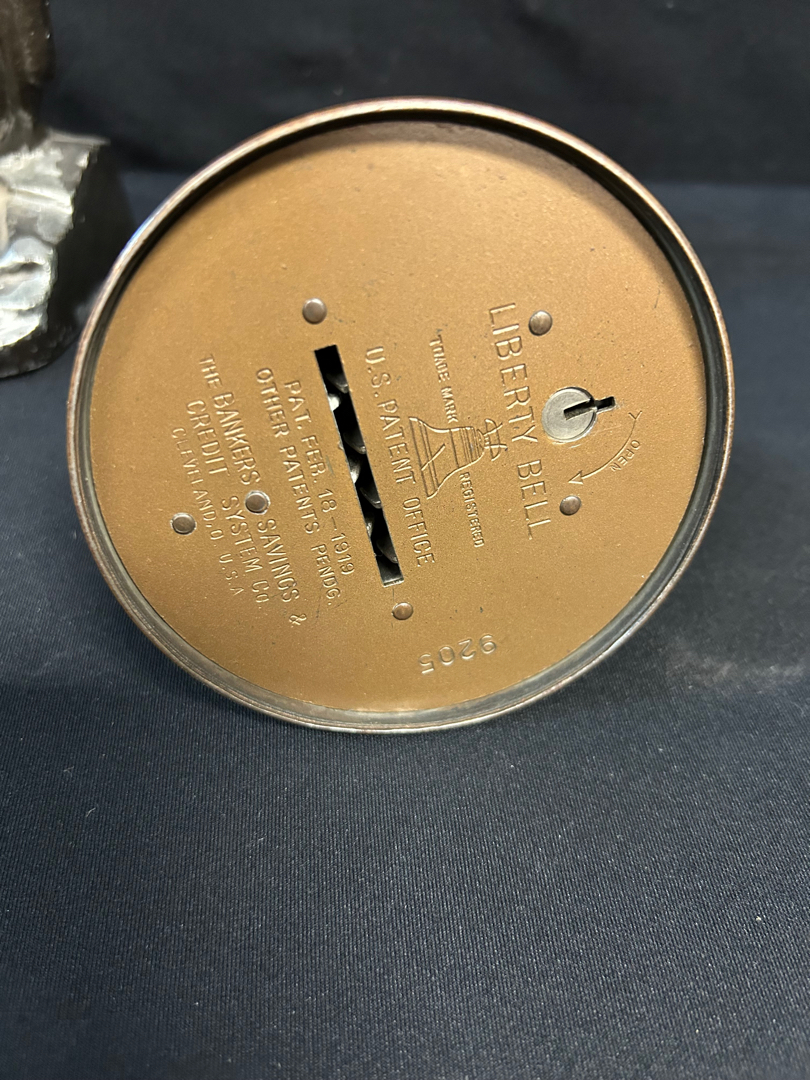 OPEN
LIBERTY BELL
TRADE MARK
REGISTERED
U.S. PATENT OFFICE
PAT. FEB. 18-1919
OTHER PATENTS PENDG.
THE BANKERS SAVINGS &
CREDIT SYSTEM CO.
CLEVELAND, O. U.S.A
9205